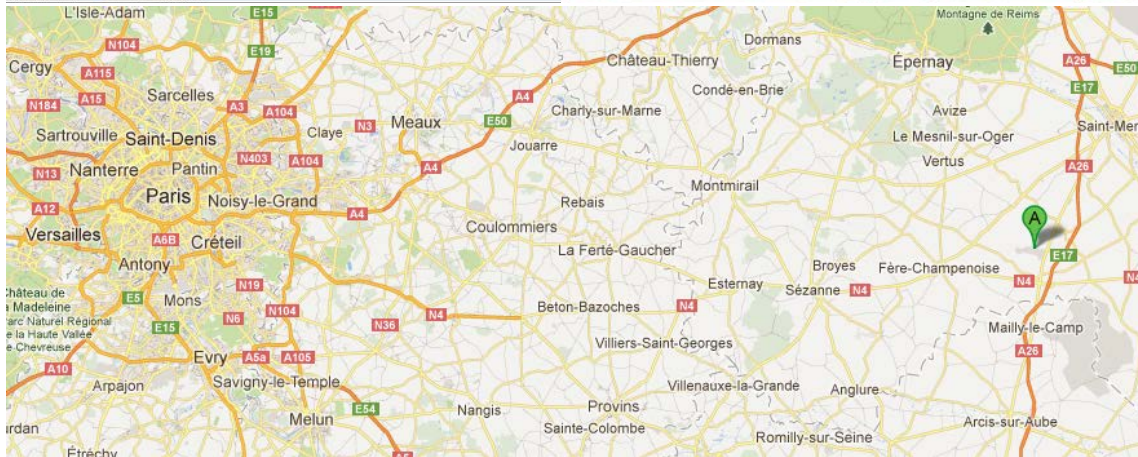 L'Isle-Adam
E15
Montagne de Reims
N104
E19
Dormans
Cergy
A115
Château-Thierry
Épernay
A26
E50
A15
Sarcelles
A3
A104
A4
Condé-en-Brie
E17
N184
Charly-sur-Marne
Avize
Sartrouville
Saint-Denis
Claye
N3
Meaux
E50
Le Mesnil-sur-Oger
Saint-Mem
Jouarre
N403
A104
Vertus
Nanterre
Pantin
A4
A26
N13
Montmirail
Paris
Noisy-le-Grand
Rebais
A12
A4
A
Versailles
A6B
Créteil
Coulommiers
La Ferté-Gaucher
E17
Antony
Broyes
Fère-Champenoise
N4
N4
Château de
a Madeleine
Parc Naturel Régional
de la Haute Vallée
de Chevreuse
E5
Mons
N19
Esternay
Sézanne
N4
N104
N4
Beton-Bazoches
N4
E15
N6
N36
Mailly-le-Camp
Evry
A5a
A105
Villiers-Saint-Georges
A26
A10
Arpajon
Savigny-le-Temple
Villenauxe-la-Grande
Anglure
E54
Nangis
Provins
Melun
Sainte-Colombe
Arcis-sur-Aube
urdan
Romilly-sur-Seine
Étréchy
A5